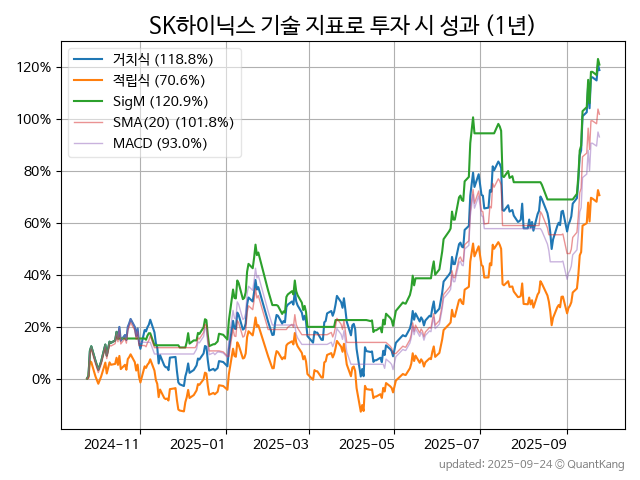 SK하이닉스 기술 지표로 투자 시 성과 (1년)
거치식 (118.8%)
적립식 (70.6%)
SigM (120.9%)
SMA(20) (101.8%)
MACD (93.0%)
120%
100%
80%
60%
40%
20%
0%
2024-11 2025-01 2025-03 2025-05 2025-07 2025-09
updated: 2025-09-24 © QuantKang